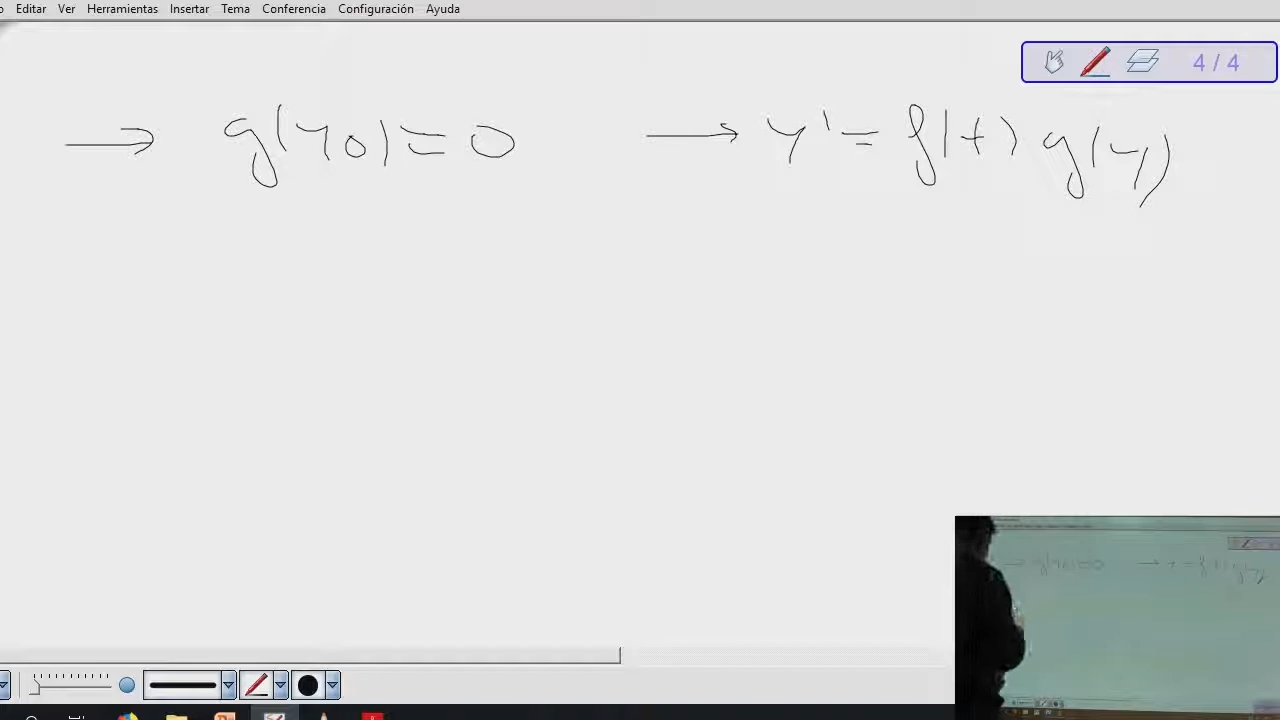 Editar Ver Herramientas Insertar Tema Conferencia Configuración Ayuda
4 / 4
→ g(y0) = 0 → y' = f(t) g(y)